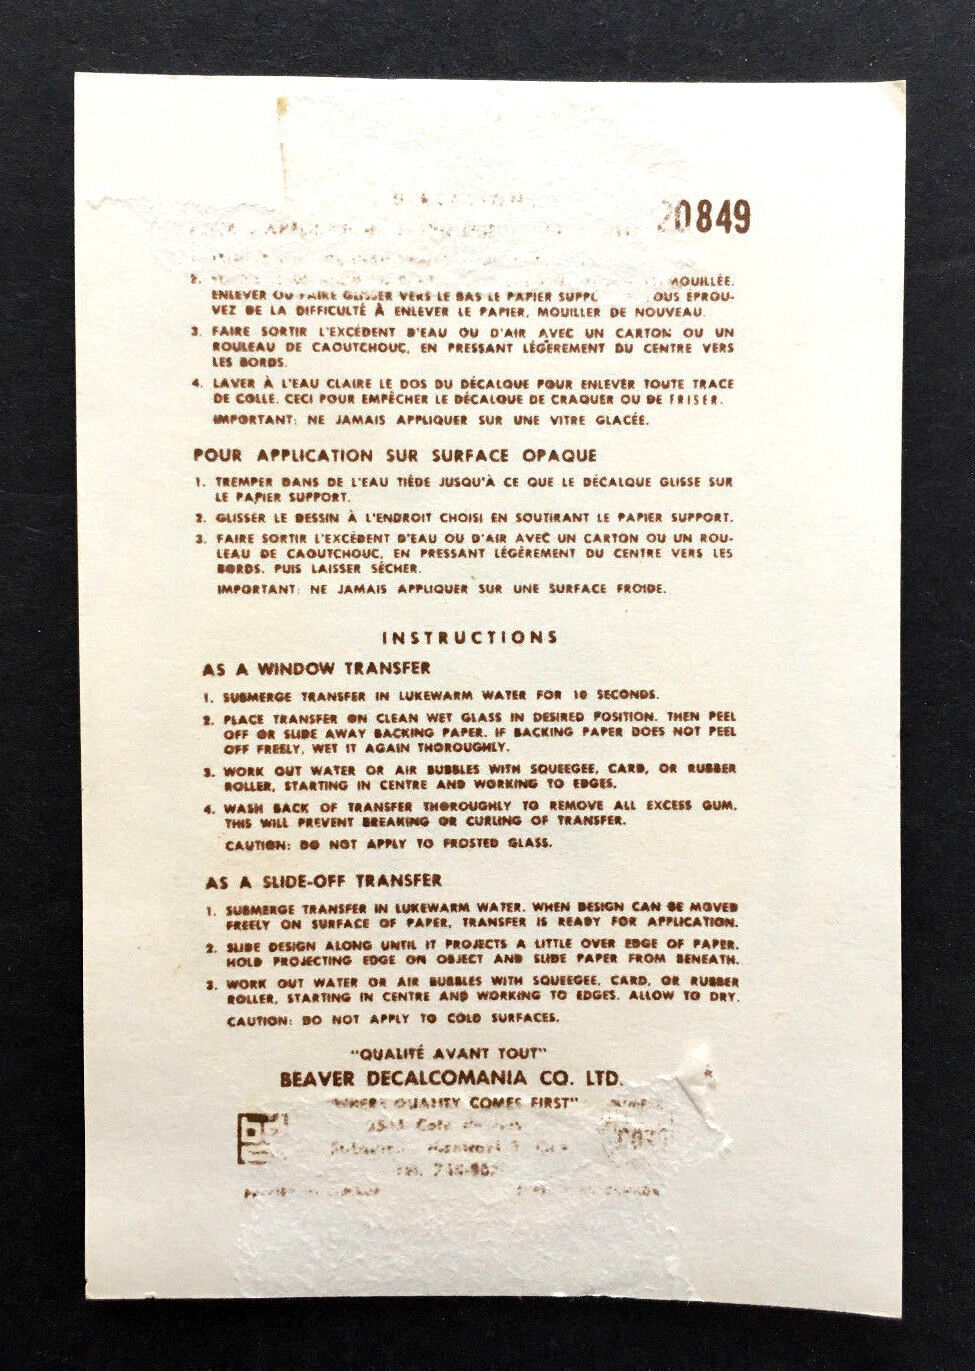 0849
MOUILLÉE.
ENLEVER OU FAIRE GLISSER VERS LE BAS LE PAPIER
VEZ DE LA DIFFICULTÉ À ENLEVER LE PAPIER, MOUILLER DE NOUVEAU.
3. FAIRE SORTIR L'EXCÉDENT D'EAU OU D'AIR AVEC UN CARTON OU UN
ROULEAU DE CAOUTCHOUC, EN PRESSANT LÉGÈREMENT DU CENTRE VERS
LES BORDS.
4. LAVER À L'EAU CLAIRE LE DOS DU DÉCALQUE POUR ENLEVER TOUTE TRACE
DE COLLE. CECI POUR EMPÊCHER LE DÉCALQUE DE CRAQUER OU DE FRISER.
IMPORTANT: NE JAMAIS APPLIQUER SUR UNE VITRE GLACÉE.
POUR APPLICATION SUR SURFACE OPAQUE
1. TREMPER DANS DE L'EAU TIÈDE JUSQU'À CE QUE LE DÉCALQUE GLISSE SUR
LE PAPIER SUPPORT.
2. GLISSER LE DESSIN À L'ENDROIT CHOISI EN SOUTIRANT LE PAPIER SUPPORT.
3. FAIRE SORTIR L'EXCÉDENT D'EAU OU D'AIR AVEC UN CARTON OU UN ROU-
LEAU DE CAOUTCHOUC, EN PRESSANT LÉGÈREMENT DU CENTRE VERS LES
BORDS. PUIS LAISSER SÉCHER.
IMPORTANT: NE JAMAIS APPLIQUER SUR UNE SURFACE FROIDE.
INSTRUCTIONS
AS A WINDOW TRANSFER
1. SUBMERGE TRANSFER IN LUKEWARM WATER FOR 10 SECONDS.
2. PLACE TRANSFER ON CLEAN WET GLASS IN DESIRED POSITION. THEN PEEL
OFF OR SLIDE AWAY BACKING PAPER. IF BACKING PAPER DOES NOT PEEL
OFF FREELY, WET IT AGAIN THOROUGHLY.
3. WORK OUT WATER OR AIR BUBBLES WITH SQUEEGEE, CARD, OR RUBBER
ROLLER, STARTING IN CENTRE AND WORKING TO EDGES.
4. WASH BACK OF TRANSFER THOROUGHLY TO REMOVE ALL EXCESS GUM.
THIS WILL PREVENT BREAKING OR CURLING OF TRANSFER.
CAUTION: DO NOT APPLY TO FROSTED GLASS.
AS A SLIDE-OFF TRANSFER
1. SUBMERGE TRANSFER IN LUKEWARM WATER. WHEN DESIGN CAN BE MOVED
FREELY ON SURFACE OF PAPER, TRANSFER IS READY FOR APPLICATION.
2. SLIDE DESIGN ALONG UNTIL IT PROJECTS A LITTLE OVER EDGE OF PAPER.
HOLD PROJECTING EDGE ON OBJECT AND SLIDE PAPER FROM BENEATH.
3. WORK OUT WATER OR AIR BUBBLES WITH SQUEEGEE, CARD, OR RUBBER
ROLLER, STARTING IN CENTRE AND WORKING TO EDGES. ALLOW TO DRY.
CAUTION: DO NOT APPLY TO COLD SURFACES.
"QUALITÉ AVANT TOUT"
BEAVER DECALCOMANIA CO. LTD.
"WHERE QUALITY COMES FIRST"